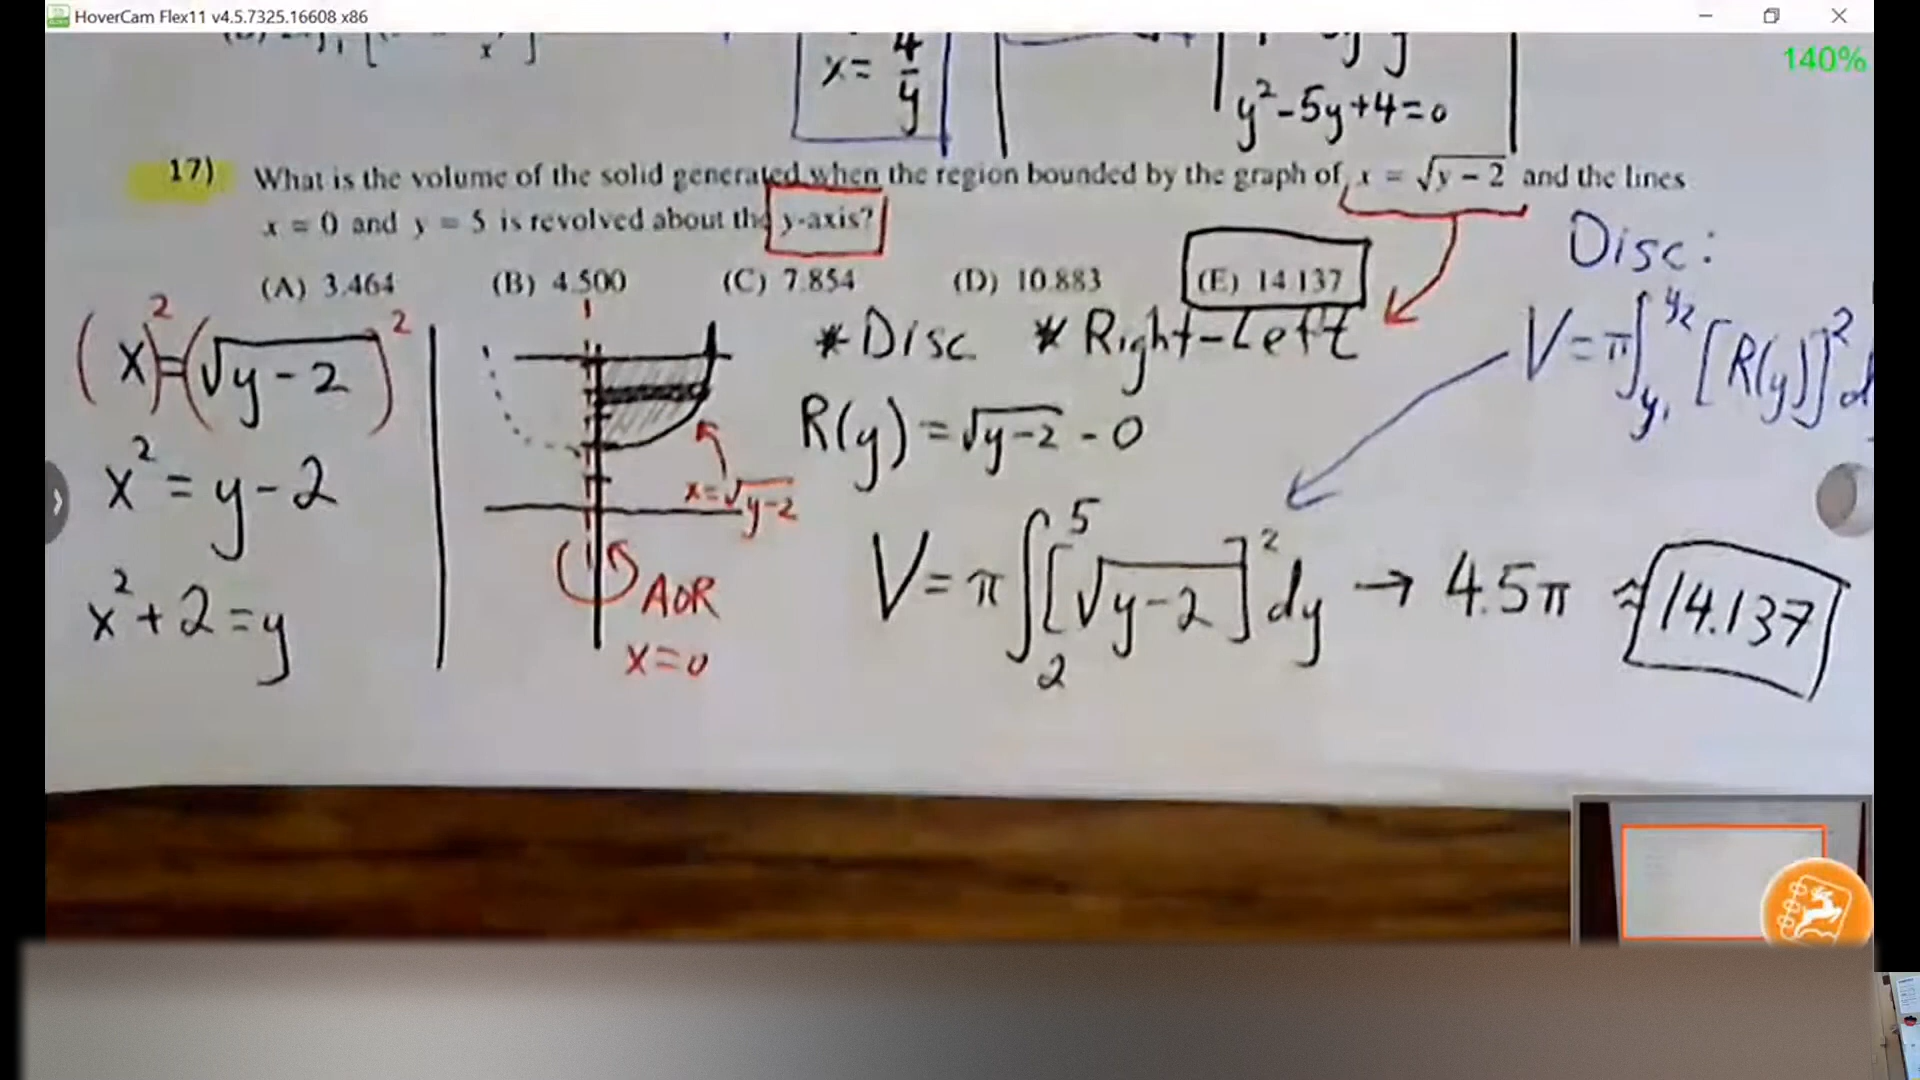 HoverCam Flex11 v4.5.7325.16608 x86
140%
x = 4/y
y² - 5y + 4 = 0
17) What is the volume of the solid generated when the region bounded by the graph of x = √y − 2 and the lines
x = 0 and y = 5 is revolved about the y-axis?
(A) 3.464 (B) 4.500 (C) 7.854 (D) 10.883 (E) 14.137
Disc:
V = π∫ y₂ y₁ [R(y)]² d
(x)² = (√y - 2)²
x² = y - 2
x² + 2 = y
x = √y-2
AOR
x = 0
* Disc * Right-Left
R(y) = √y-2 - 0
V = π ∫ 5 2 [√y-2]² dy → 4.5π ≈ 14.137